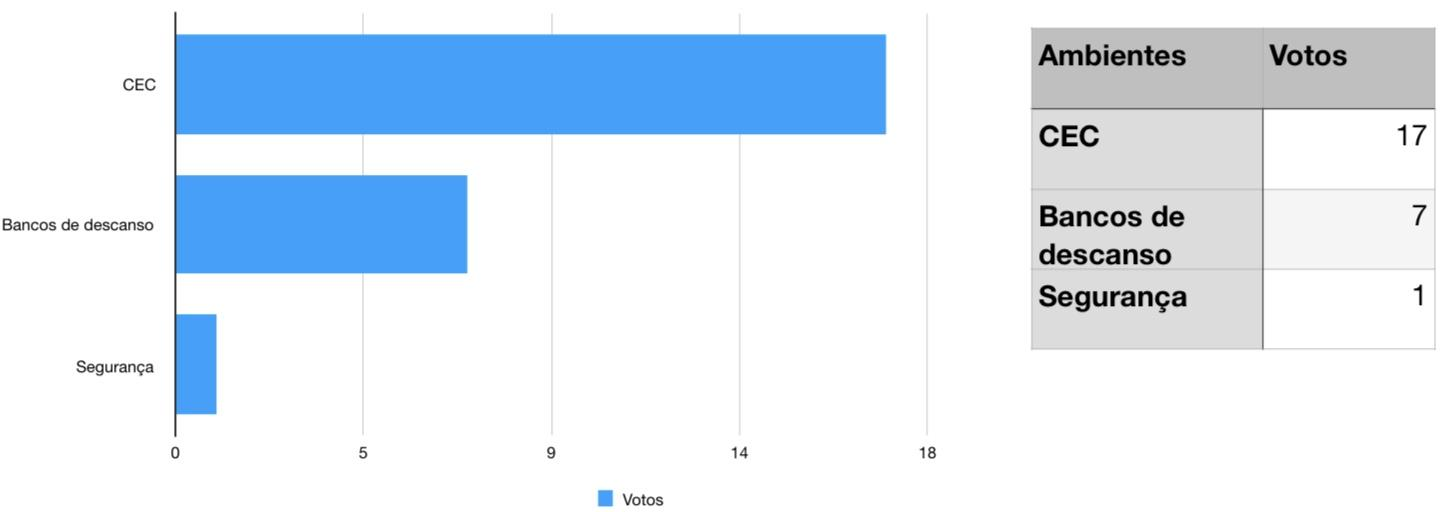 CEC
Bancos de descanso
Segurança
0 5 9 14 18
Votos
Ambientes Votos
CEC 17
Bancos de 7
descanso
Segurança 1